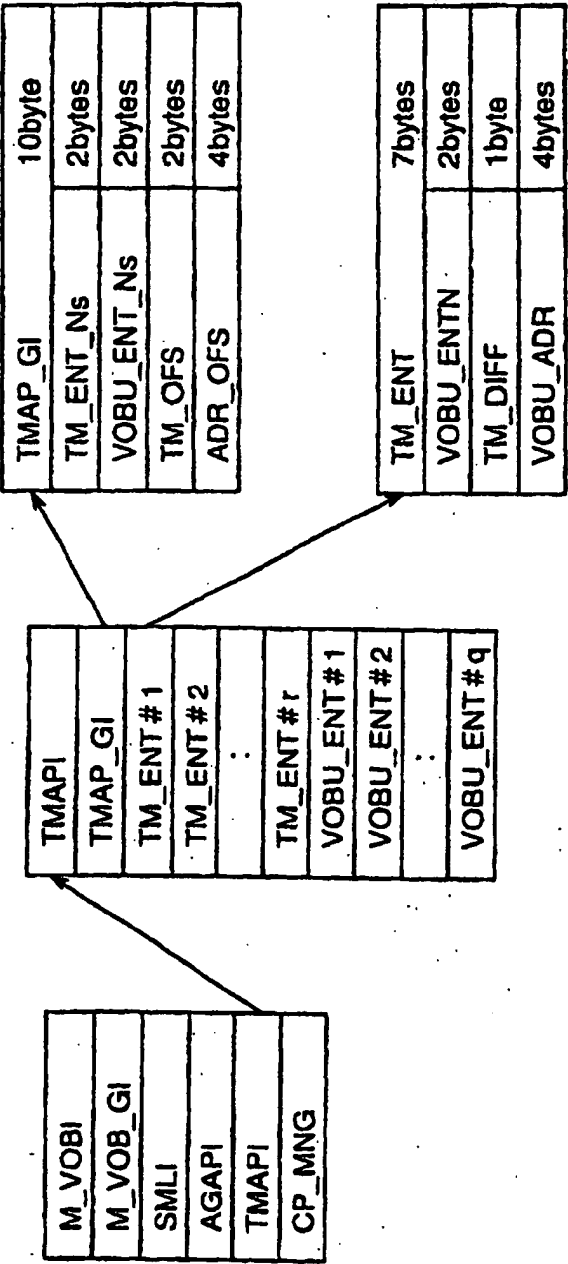 M_VOBI
M_VOB_GI
SMLI
AGAPI
TMAPI
CP_MNG
TMAPI
TMAP_GI
TM_ENT#1
TM_ENT#2
:
TM_ENT#r
VOBU_ENT#1
VOBU_ENT#2
:
VOBU_ENT#q
TMAP_GI 10byte
TM_ENT_Ns 2bytes
VOBU_ENT_Ns 2bytes
TM_OFS 2bytes
ADR_OFS 4bytes
TM_ENT 7bytes
VOBU_ENTN 2bytes
TM_DIFF 1byte
VOBU_ADR 4bytes